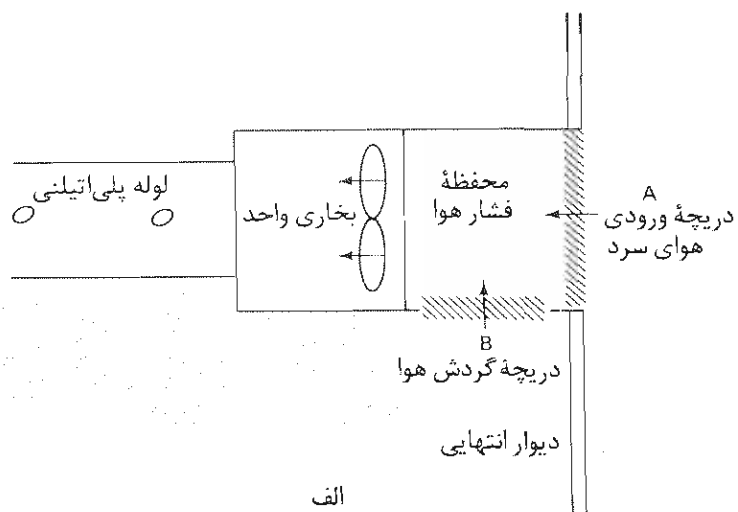 A
دریچهٔ ورودی
هوای سرد
محفظهٔ
فشار هوا
بخاری واحد
لوله پلی‌اتیلنی
B
دریچهٔ گردش هوا
دیوار انتهایی
الف